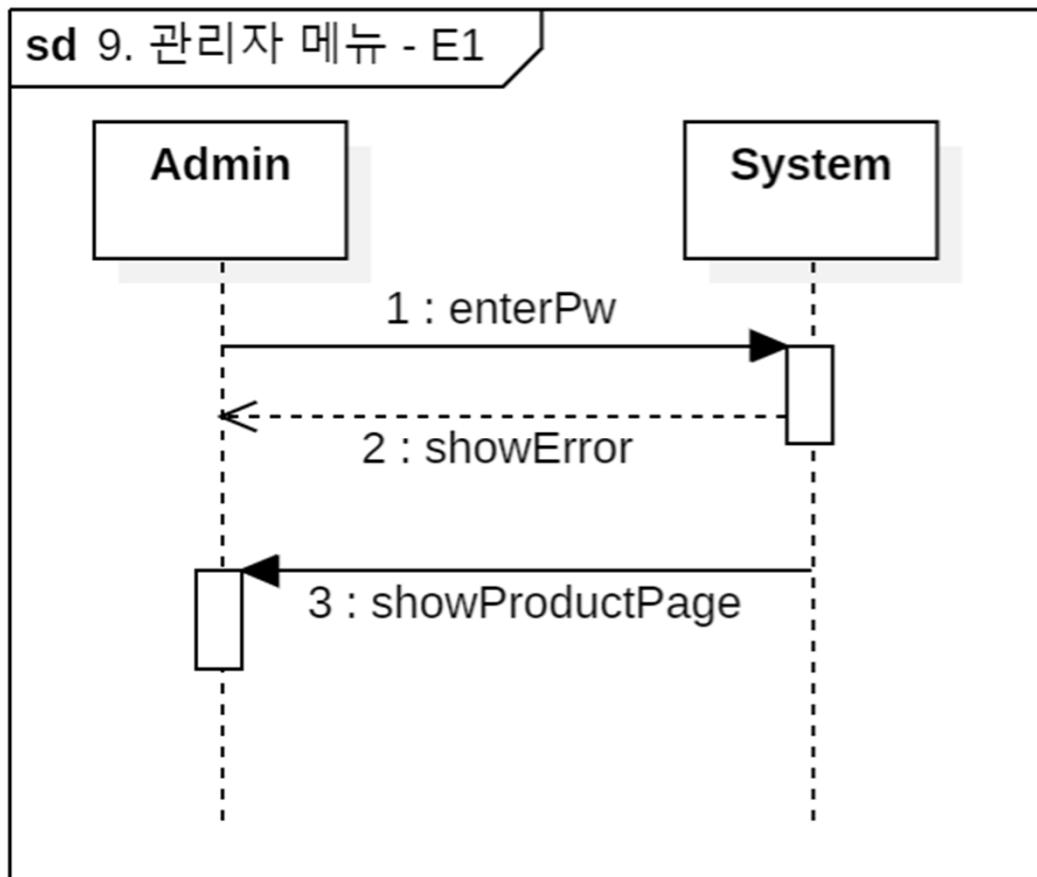 sd 9. 관리자 메뉴 - E1
Admin
System
1 : enterPw
2 : showError
3 : showProductPage